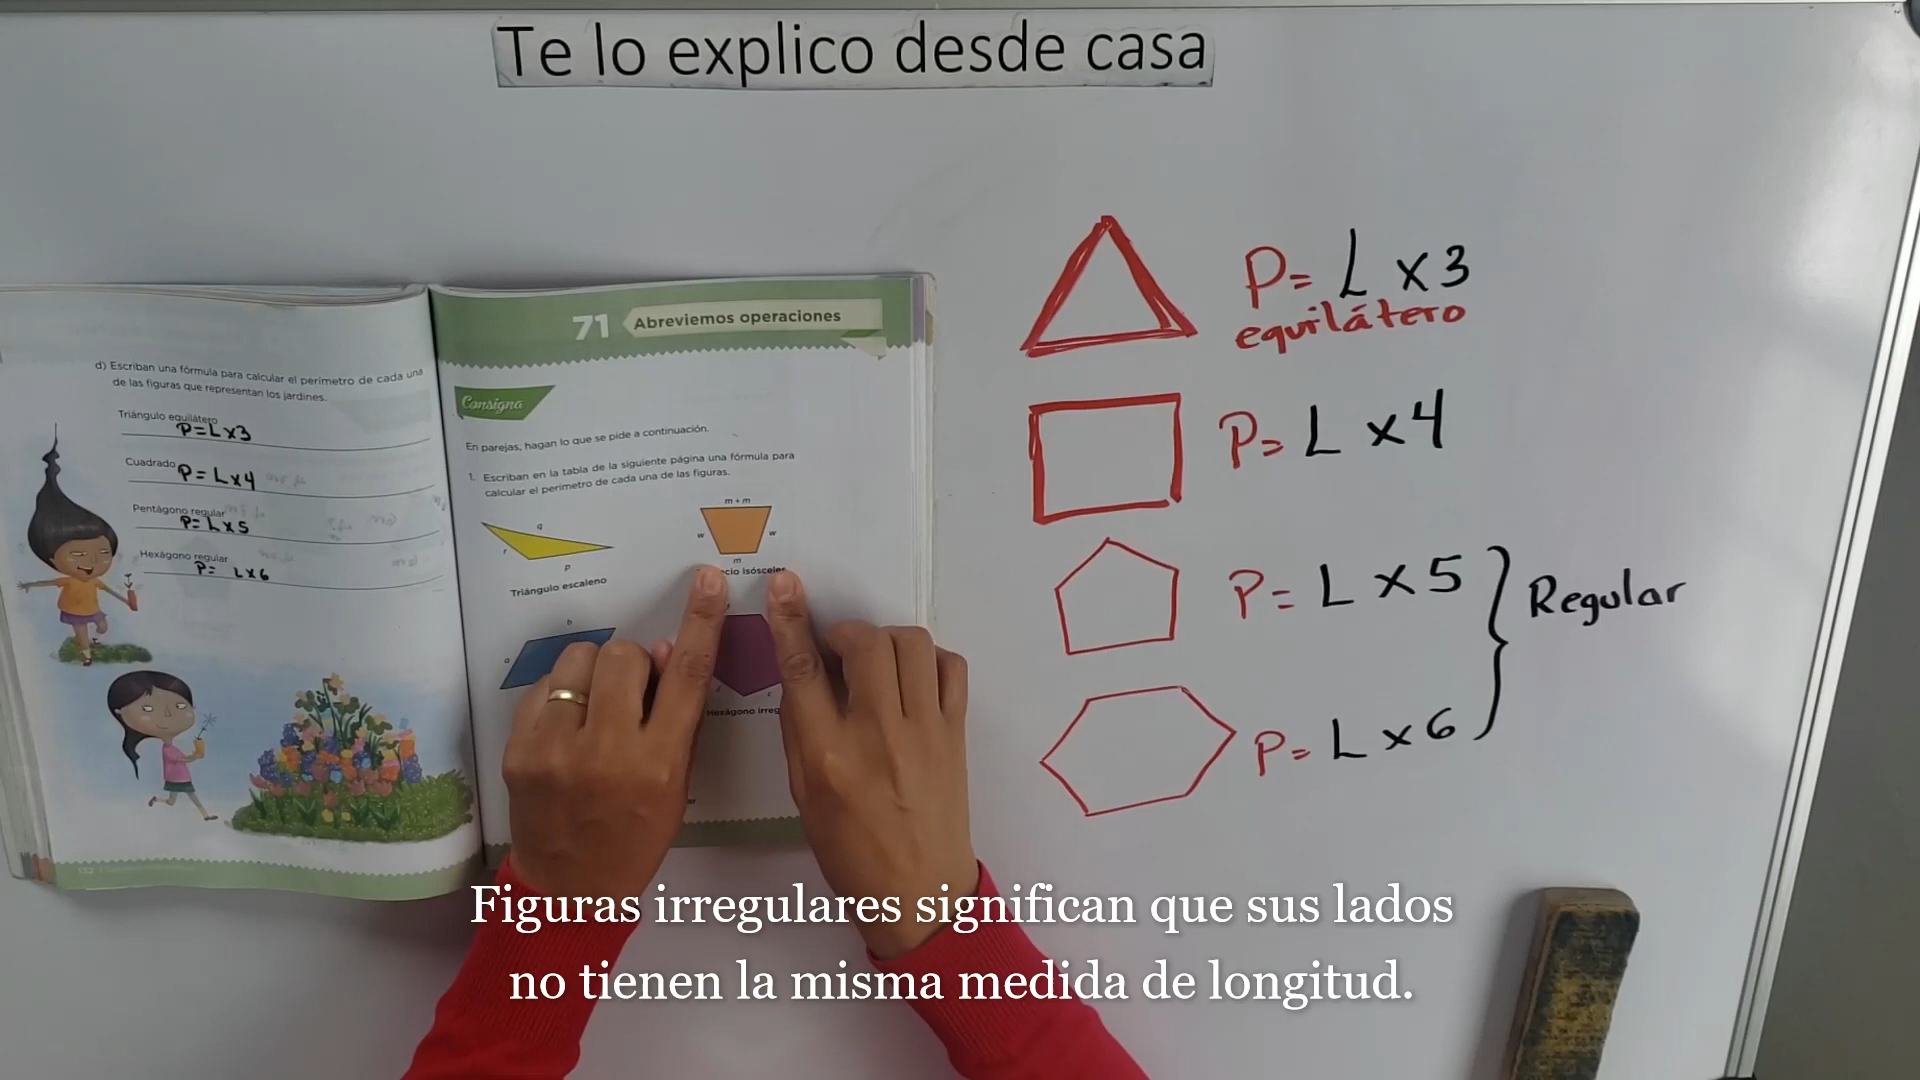 Te lo explico desde casa
d) Escriban una fórmula para calcular el perímetro de cada una
de las figuras que representan los jardines.
Triángulo equilátero
P=Lx3
Cuadrado
P=Lx4
Pentágono regular
P=Lx5
Hexágono regular
P= Lx6
132
71 Abreviemos operaciones
Consigna
En parejas, hagan lo que se pide a continuación.
1. Escriban en la tabla de la siguiente página una fórmula para
calcular el perímetro de cada una de las figuras.
q
r
p
Triángulo escaleno
m + m
w
w
m
Isósceles
b
a
c
Hexágono
P= L x3
equilátero
P= L x4
P= L x5
Regular
P= L x6
Figuras irregulares significan que sus lados
no tienen la misma medida de longitud.